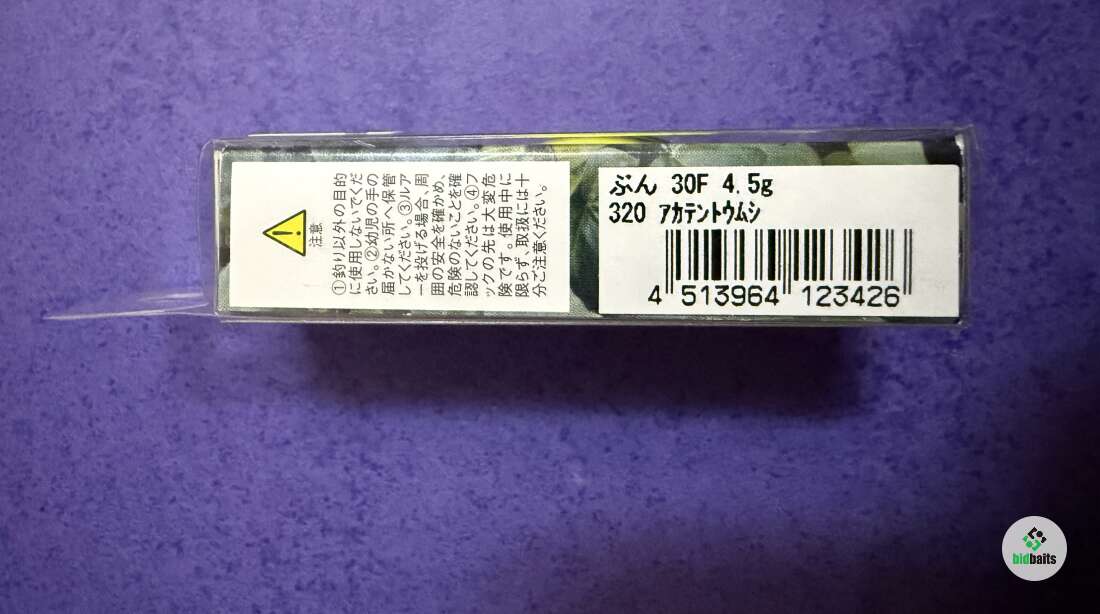 注意
①釣り以外の目的
に使用しないでくだ
さい。②幼児の手の
届かない所へ保管
してください。③ルア
ーを投げる場合、周
囲の安全を確かめ、
危険のないことを確
認してください。④フ
ックの先は大変危
険です。使用中に
限らず、取扱には十
分ご注意ください。
ぶん 30F 4.5g
320 アカテントウムシ
4 513964 123426
bidbaits